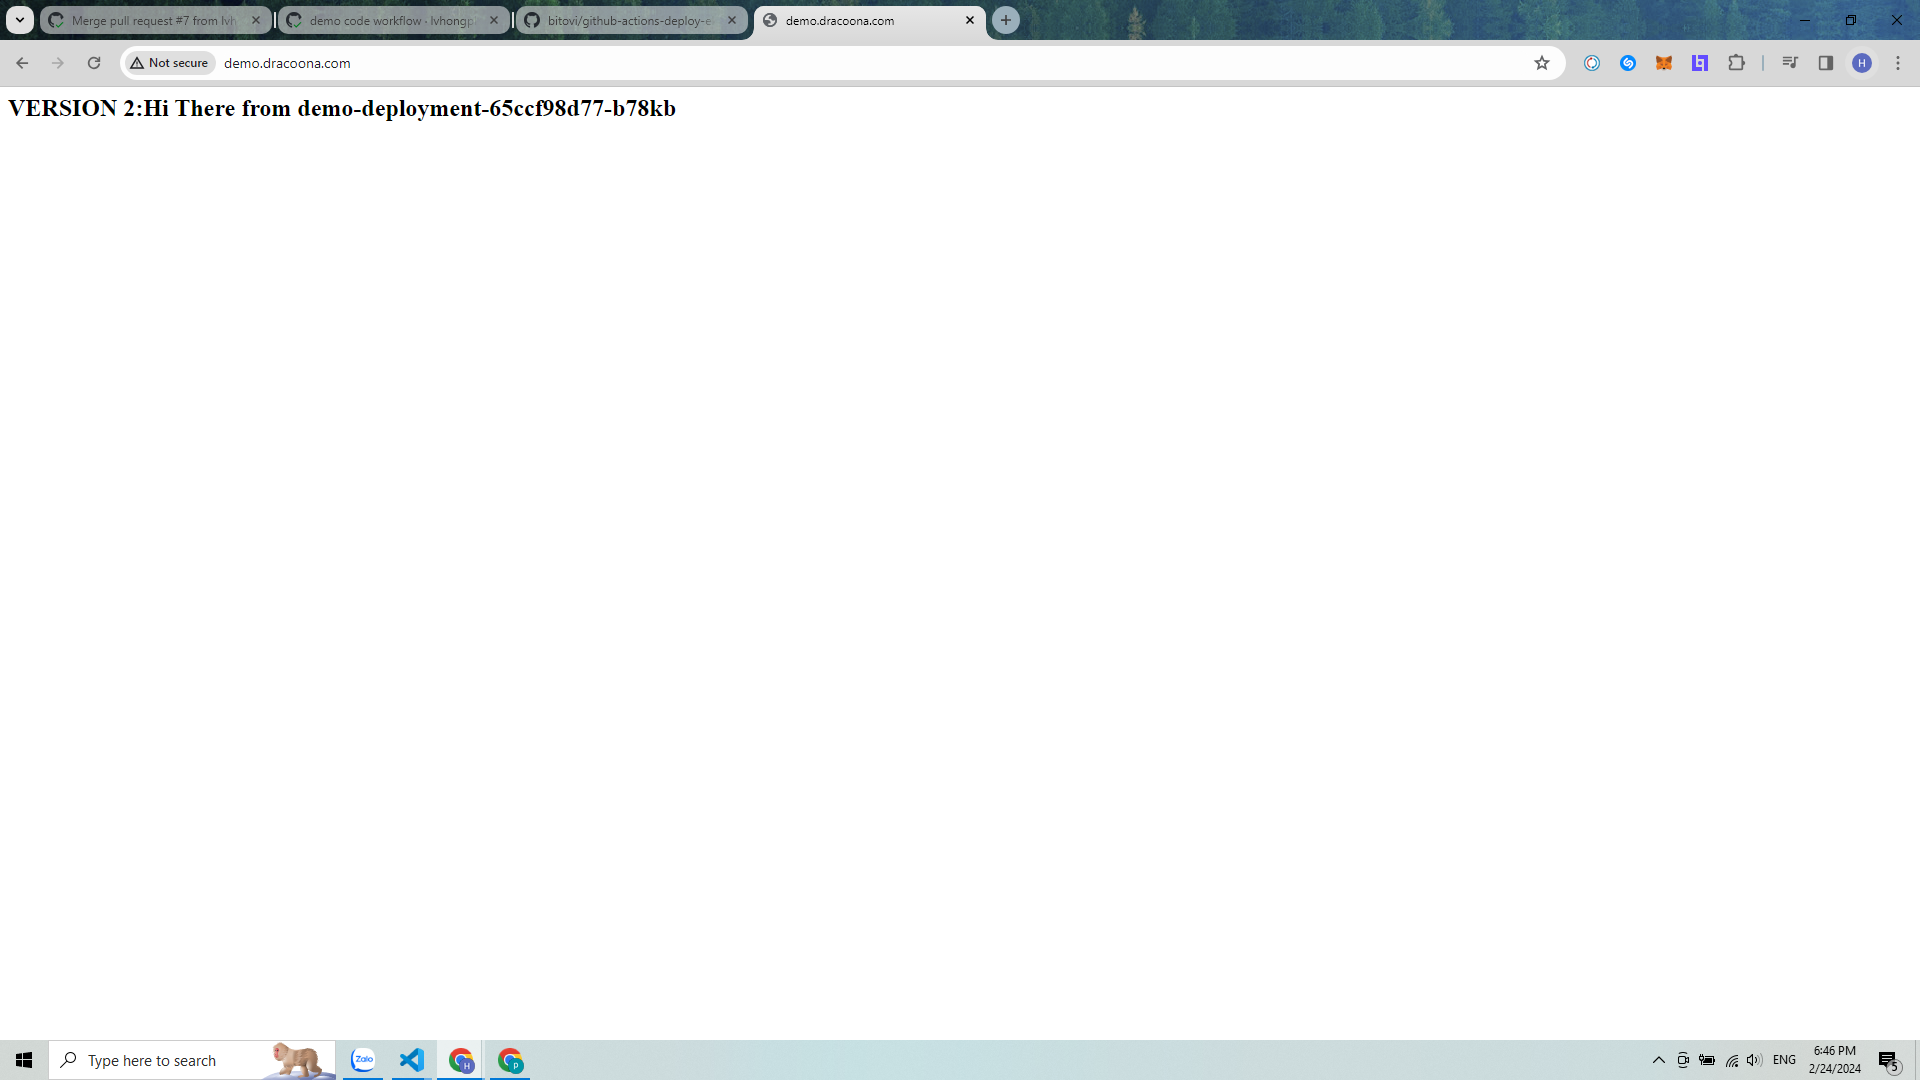 Merge pull request #7 from lvh
demo code workflow · lvhongp
bitovi/github-actions-deploy-e
demo.dracoona.com
Not secure
demo.dracoona.com
H
VERSION 2:Hi There from demo-deployment-65ccf98d77-b78kb
Type here to search
Zalo
H
P
ENG
6:46 PM
2/24/2024
5